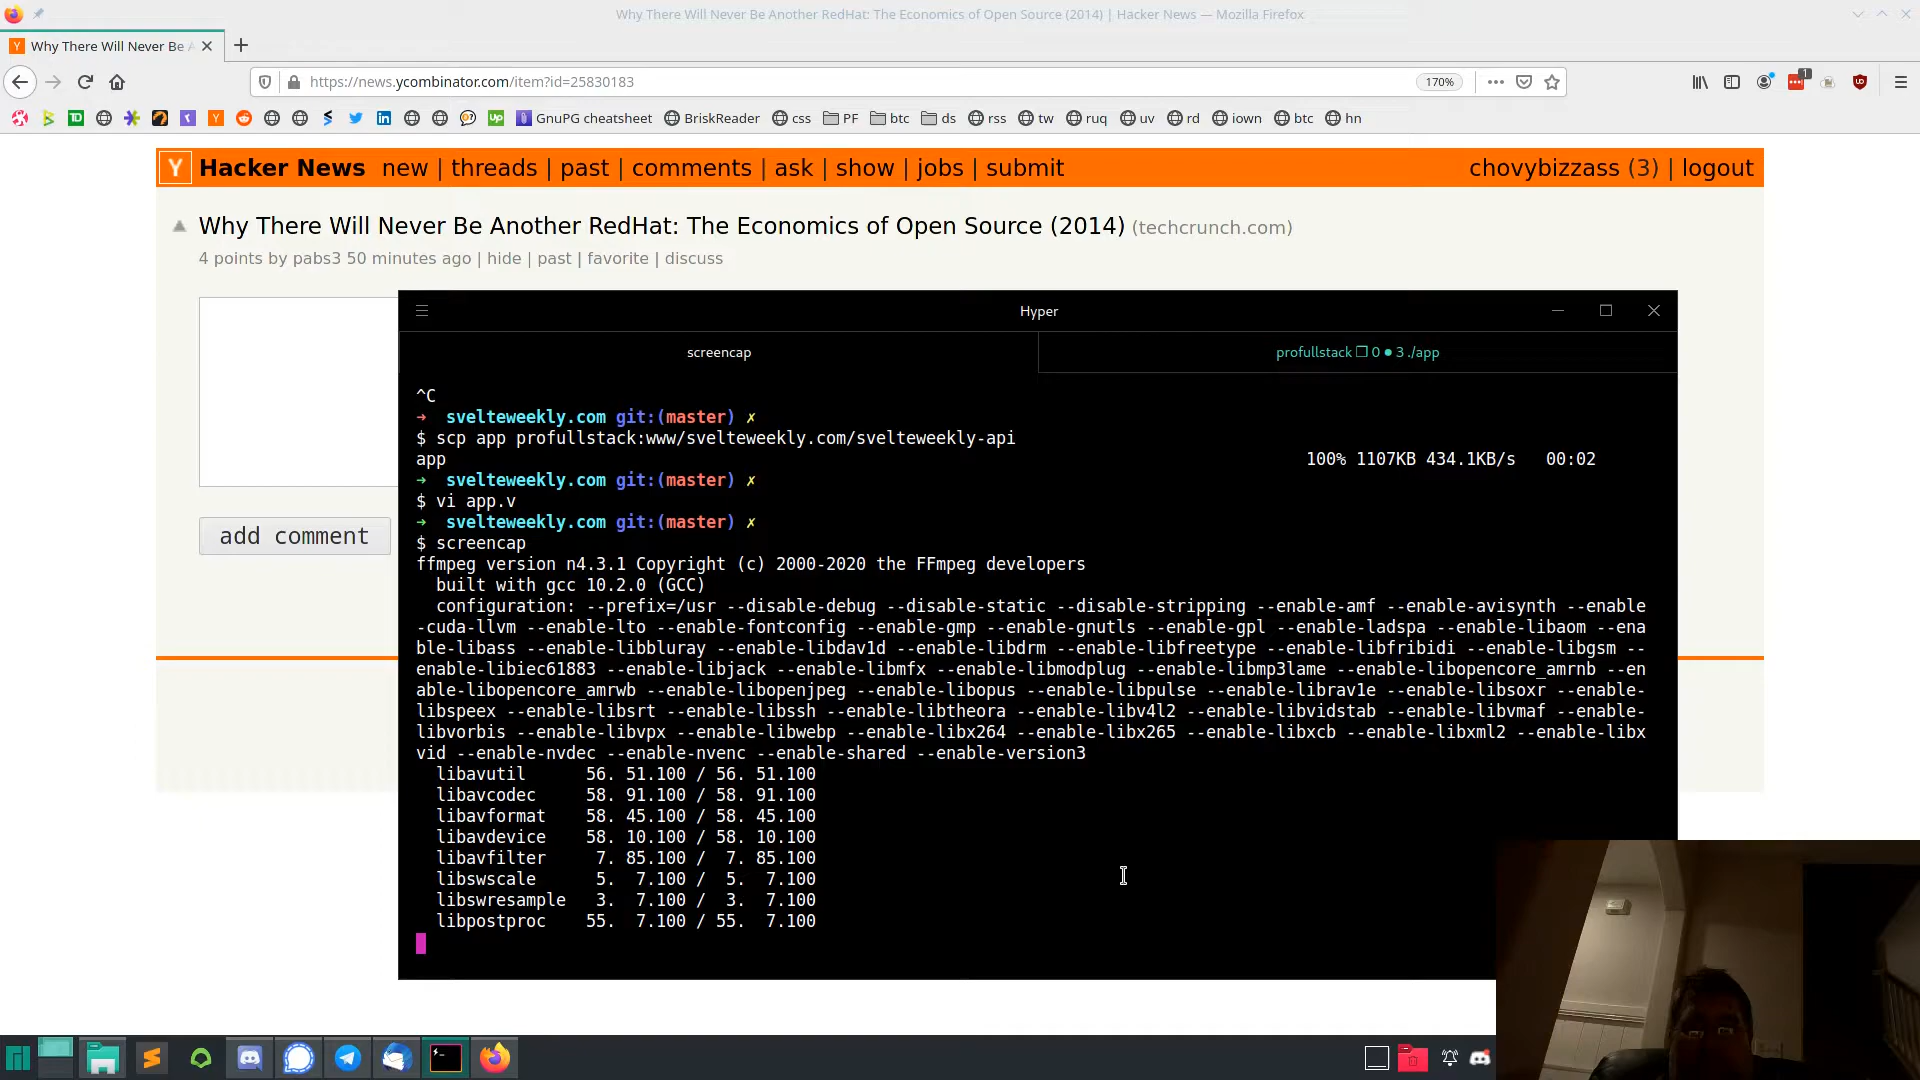 Why There Will Never Be Another RedHat: The Economics of Open Source (2014) | Hacker News — Mozilla Firefox
Why There Will Never Be A
https://news.ycombinator.com/item?id=25830183
170%
1
TD
Up
GnuPG cheatsheet
BriskReader
css
PF
btc
ds
rss
tw
ruq
uv
rd
iown
btc
hn
Y Hacker News new | threads | past | comments | ask | show | jobs | submit
chovybizzass (3) | logout
Why There Will Never Be Another RedHat: The Economics of Open Source (2014) (techcrunch.com)
4 points by pabs3 50 minutes ago | hide | past | favorite | discuss
add comment
Hyper
screencap
profullstack ❐ 0 ● 3 ./app
^C
➜ svelteweekly.com git:(master) ✗
$ scp app profullstack:www/svelteweekly.com/svelteweekly-api
app 100% 1107KB 434.1KB/s 00:02
➜ svelteweekly.com git:(master) ✗
$ vi app.v
➜ svelteweekly.com git:(master) ✗
$ screencap
ffmpeg version n4.3.1 Copyright (c) 2000-2020 the FFmpeg developers
built with gcc 10.2.0 (GCC)
configuration: --prefix=/usr --disable-debug --disable-static --disable-stripping --enable-amf --enable-avisynth --enable
-cuda-llvm --enable-lto --enable-fontconfig --enable-gmp --enable-gnutls --enable-gpl --enable-ladspa --enable-libaom --ena
ble-libass --enable-libbluray --enable-libdav1d --enable-libdrm --enable-libfreetype --enable-libfribidi --enable-libgsm --
enable-libiec61883 --enable-libjack --enable-libmfx --enable-libmodplug --enable-libmp3lame --enable-libopencore_amrnb --en
able-libopencore_amrwb --enable-libopenjpeg --enable-libopus --enable-libpulse --enable-librav1e --enable-libsoxr --enable-
libspeex --enable-libsrt --enable-libssh --enable-libtheora --enable-libv4l2 --enable-libvidstab --enable-libvmaf --enable-
libvorbis --enable-libvpx --enable-libwebp --enable-libx264 --enable-libx265 --enable-libxcb --enable-libxml2 --enable-libx
vid --enable-nvdec --enable-nvenc --enable-shared --enable-version3
libavutil 56. 51.100 / 56. 51.100
libavcodec 58. 91.100 / 58. 91.100
libavformat 58. 45.100 / 58. 45.100
libavdevice 58. 10.100 / 58. 10.100
libavfilter 7. 85.100 / 7. 85.100
libswscale 5. 7.100 / 5. 7.100
libswresample 3. 7.100 / 3. 7.100
libpostproc 55. 7.100 / 55. 7.100